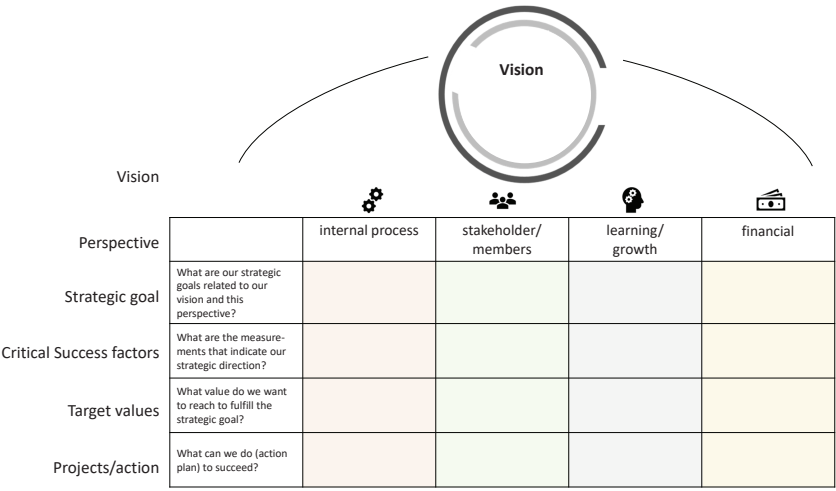 Vision
Vision
Perspective
internal process
stakeholder/
members
learning/
growth
financial
Strategic goal
What are our strategic
goals related to our
vision and this
perspective?
Critical Success factors
What are the measure-
ments that indicate our
strategic direction?
Target values
What value do we want
to reach to fulfill the
strategic goal?
Projects/action
What can we do (action
plan) to succeed?